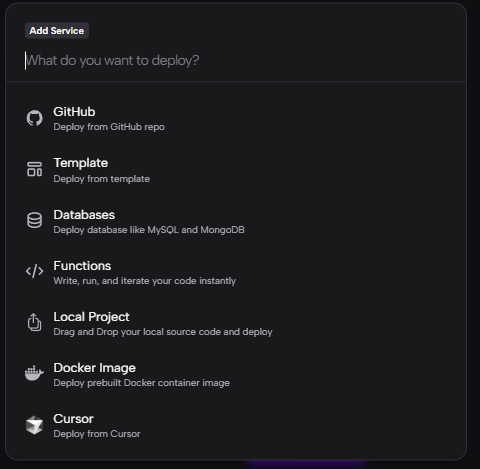 Add Service
What do you want to deploy?
GitHub
Deploy from GitHub repo
Template
Deploy from template
Databases
Deploy database like MySQL and MongoDB
Functions
Write, run, and iterate your code instantly
Local Project
Drag and Drop your local source code and deploy
Docker Image
Deploy prebuilt Docker container image
Cursor
Deploy from Cursor